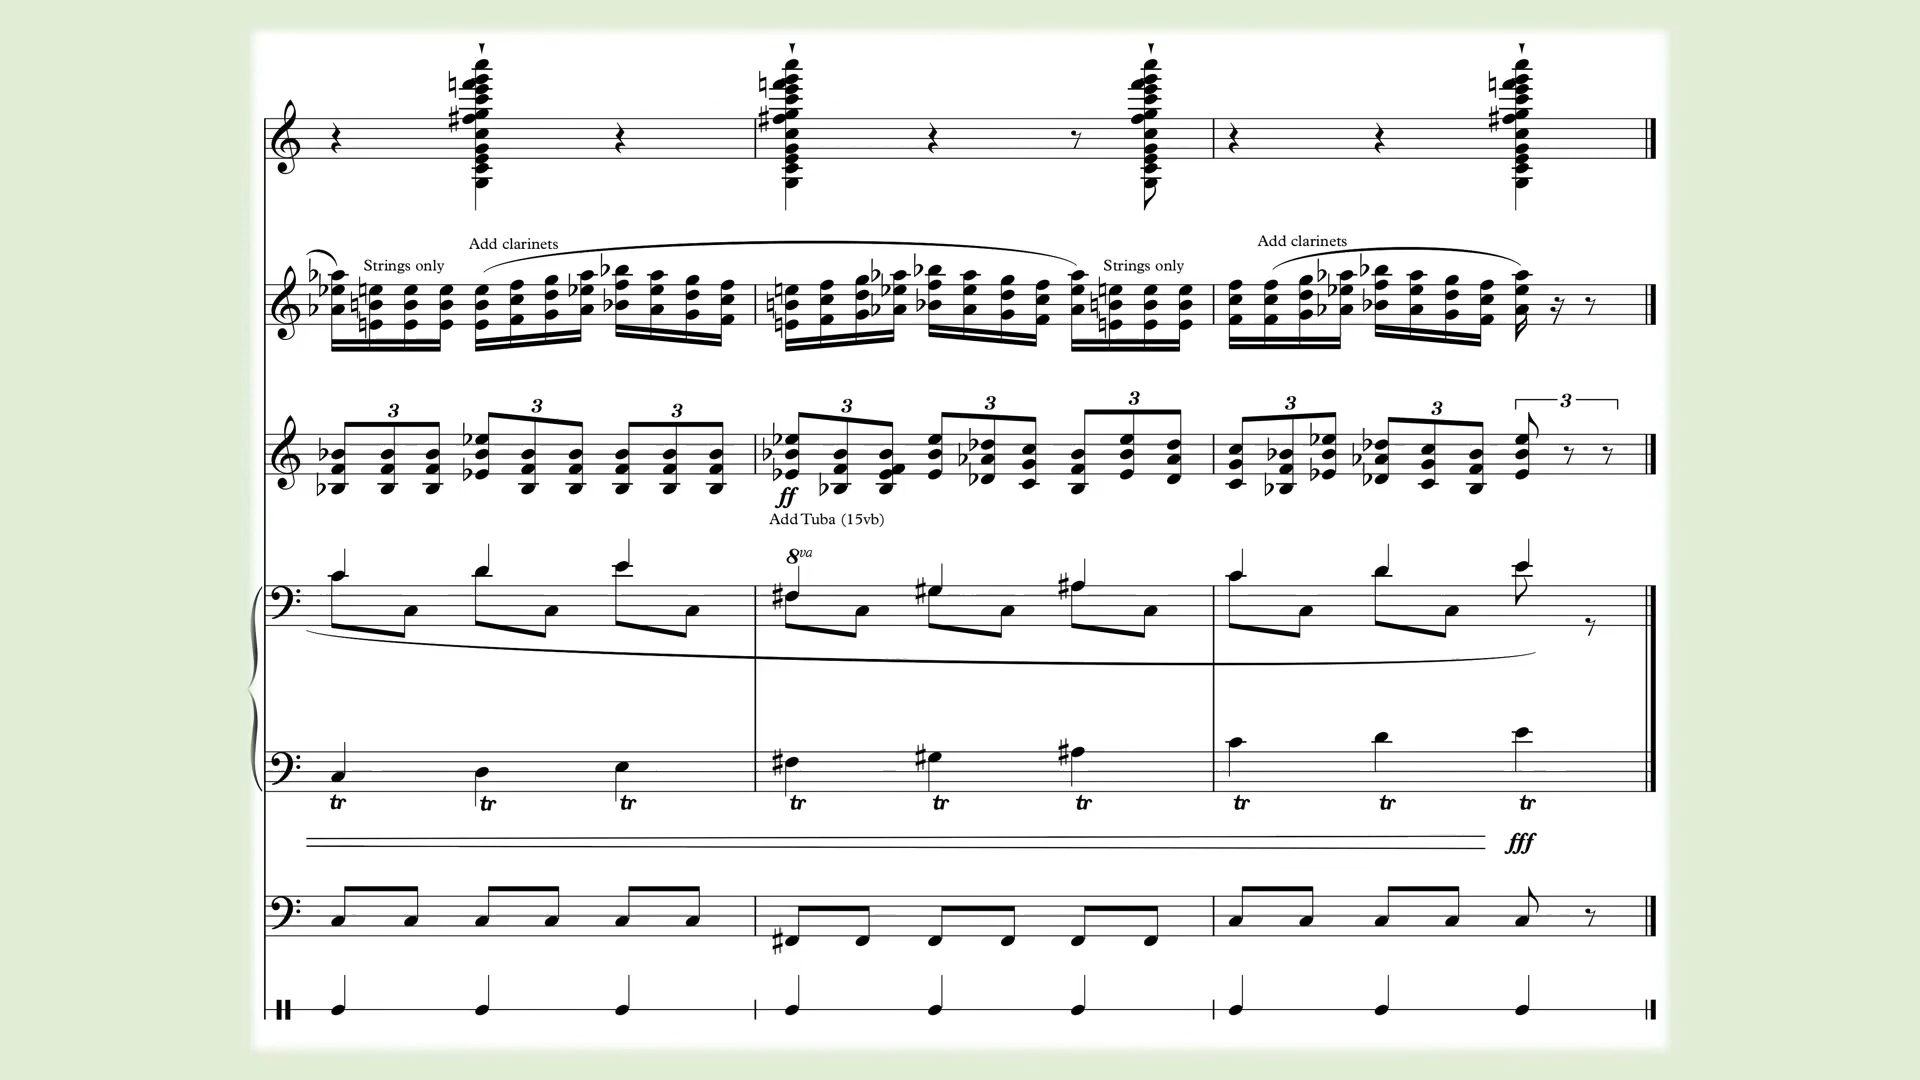 Add clarinets
Strings only
Strings only
Add clarinets
3 3 3 3 3 3 3 3 3
ff
Add Tuba (15vb)
8va
tr tr tr tr tr tr tr tr tr
fff